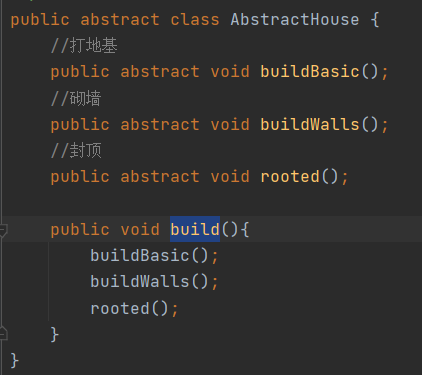 public abstract class AbstractHouse {
//打地基
public abstract void buildBasic();
//砌墙
public abstract void buildWalls();
//封顶
public abstract void rooted();
public void build(){
buildBasic();
buildWalls();
rooted();
}
}